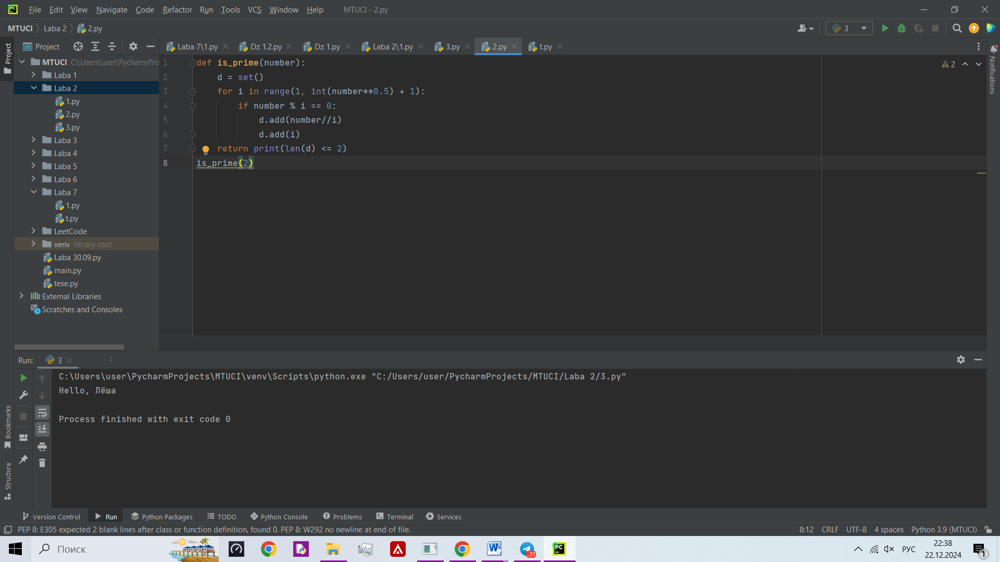 File Edit View Navigate Code Refactor Run Tools VCS Window Help MTUCI - 2.py
MTUCI Laba 2 2.py
3
Project
Laba 7\1.py Dz 1.2.py Dz 1.py Laba 2\1.py 3.py 2.py t.py
Project
Notifications
MTUCI C:\Users\user\PycharmPro
Laba 1
Laba 2
1.py
2.py
3.py
Laba 3
Laba 4
Laba 5
Laba 6
Laba 7
1.py
t.py
LeetCode
venv library root
Laba 30.09.py
main.py
tese.py
External Libraries
Scratches and Consoles
2
1 def is_prime(number):
2 d = set()
3 for i in range(1, int(number**0.5) + 1):
4 if number % i == 0:
5 d.add(number//i)
6 d.add(i)
7 return print(len(d) <= 2)
8 is_prime(2)
Run: 3
C:\Users\user\PycharmProjects\MTUCI\venv\Scripts\python.exe "C:/Users/user/PycharmProjects/MTUCI/Laba 2/3.py"
Hello, Лёша
Process finished with exit code 0
Bookmarks
Structure
Version Control Run Python Packages TODO Python Console Problems Terminal Services
PEP 8: E305 expected 2 blank lines after class or function definition, found 0. PEP 8: W292 no newline at end of file.
8:12 CRLF UTF-8 4 spaces Python 3.9 (MTUCI)
Поиск
..37
PC
РУС
22:38
22.12.2024
1